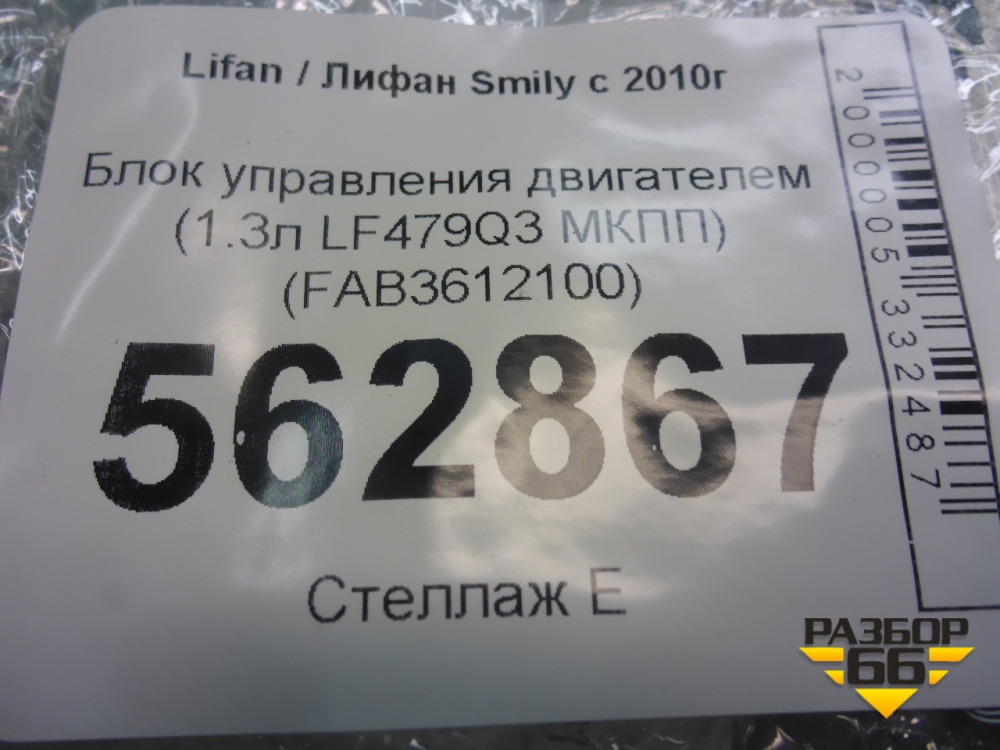 Lifan / Лифан Smily с 2010г
Блок управления двигателем
(1.3л LF479Q3 МКПП)
(FAB3612100)
562867
Стеллаж Е
2000005332487
РАЗБОР
66